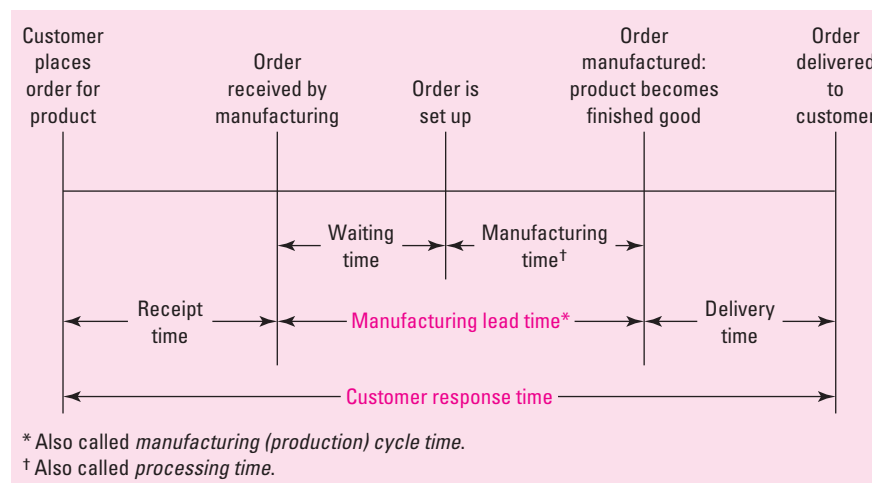 Customer
places
order for
product
Order
received by
manufacturing
Order is
set up
Order
manufactured:
product becomes
finished good
Order
delivered
to
customer
Waiting
time
Manufacturing
time†
Receipt
time
Manufacturing lead time*
Delivery
time
Customer response time
* Also called manufacturing (production) cycle time.
† Also called processing time.